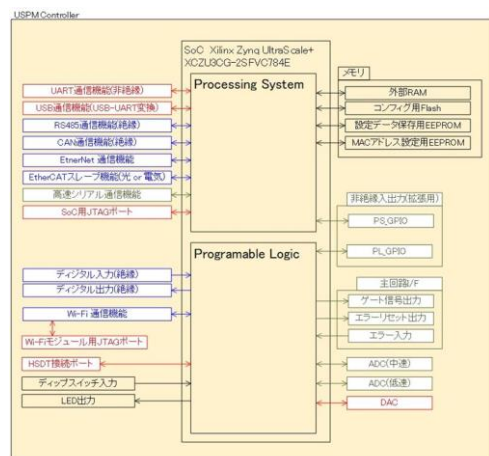 USPM Controller
SoC Xilinx Zynq UltraScale+
XCZU3CG-2SFVC784E
Processing System
UART通信機能(非絶縁)
USB通信機能(USB-UART変換)
RS485通信機能(絶縁)
CAN通信機能(絶縁)
EtnerNet 通信機能
EtherCATスレーブ機能(光 or 電気)
高速シリアル通信機能
SoC用JTAGポート
メモリ
外部RAM
コンフィグ用Flash
設定データ保存用EEPROM
MACアドレス設定用EEPROM
非絶縁入出力(拡張用)
PS_GPIO
PL_GPIO
Programable Logic
ディジタル入力(絶縁)
ディジタル出力(絶縁)
Wi-Fi 通信機能
Wi-Fiモジュール用JTAGポート
HSDT接続ポート
ディップスイッチ入力
LED出力
主回路I/F
ゲート信号出力
エラーリセット出力
エラー入力
ADC(中速)
ADC(低速)
DAC